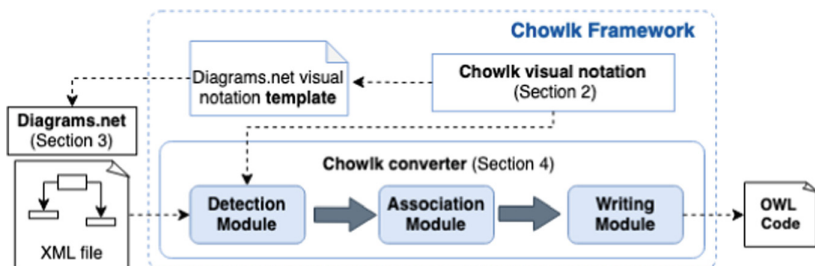 Chowlk Framework
Diagrams.net visual
notation template
Chowlk visual notation
(Section 2)
Diagrams.net
(Section 3)
Chowlk converter (Section 4)
XML file
Detection
Module
Association
Module
Writing
Module
OWL
Code